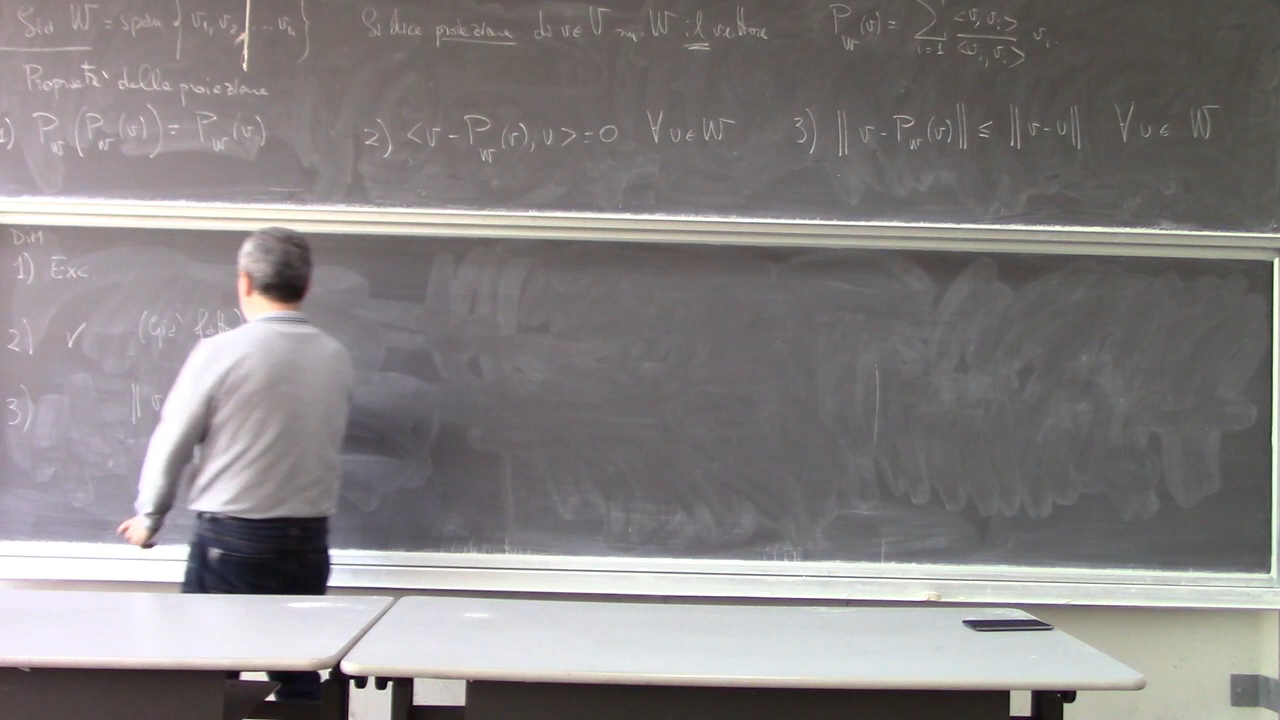 Sia W = span { v₁, v₂, ... vₙ } Si dice proiezione di v ∈ V su W il vettore P_W(v) = ∑_{i=1} <v, vᵢ> / <vᵢ, vᵢ> vᵢ
Proprietà della proiezione
1) P_W(P_W(v)) = P_W(v) 2) <v - P_W(v), u> = 0 ∀ u ∈ W 3) ‖v - P_W(v)‖ ≤ ‖v - u‖ ∀ u ∈ W
DIM
1) Exc
2) ✓ (Già fatto)
3) ‖ v